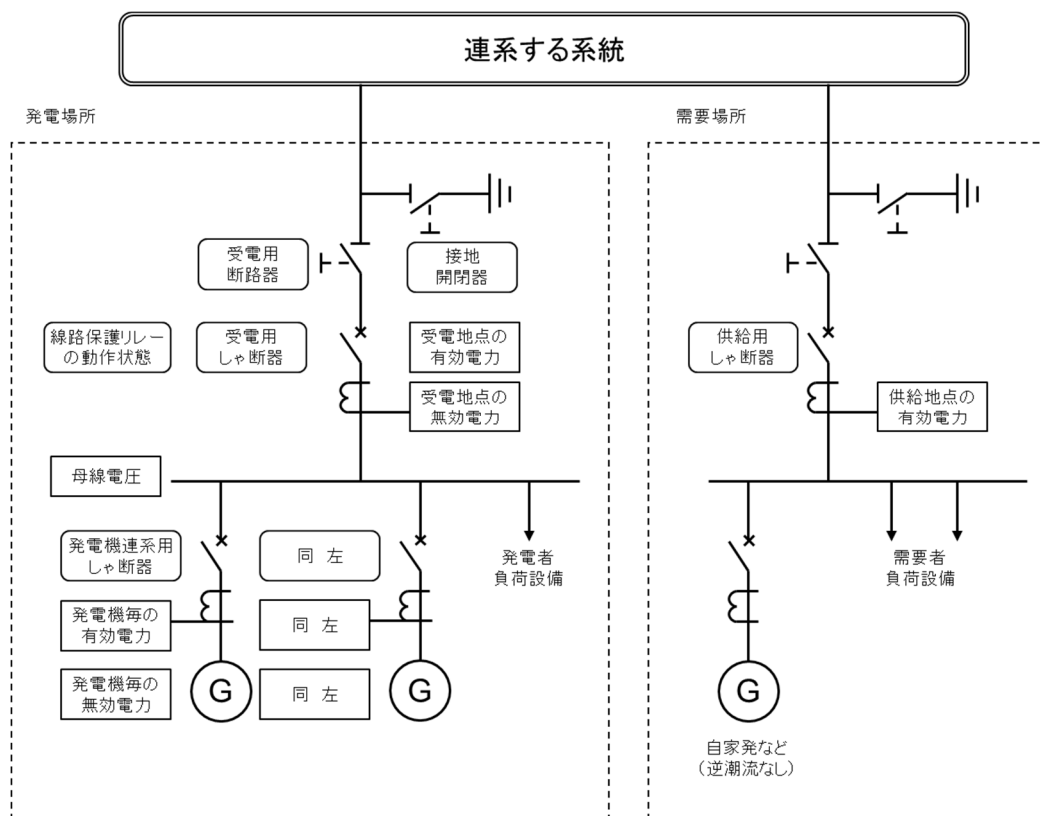 連系する系統
発電場所
需要場所
受電用
断路器
接地
開閉器
線路保護リレー
の動作状態
受電用
しゃ断器
受電地点の
有効電力
供給用
しゃ断器
受電地点の
無効電力
供給地点の
有効電力
母線電圧
発電機連系用
しゃ断器
同 左
発電者
負荷設備
需要者
負荷設備
発電機毎の
有効電力
同 左
発電機毎の
無効電力
G
同 左
G
G
自家発など
(逆潮流なし)